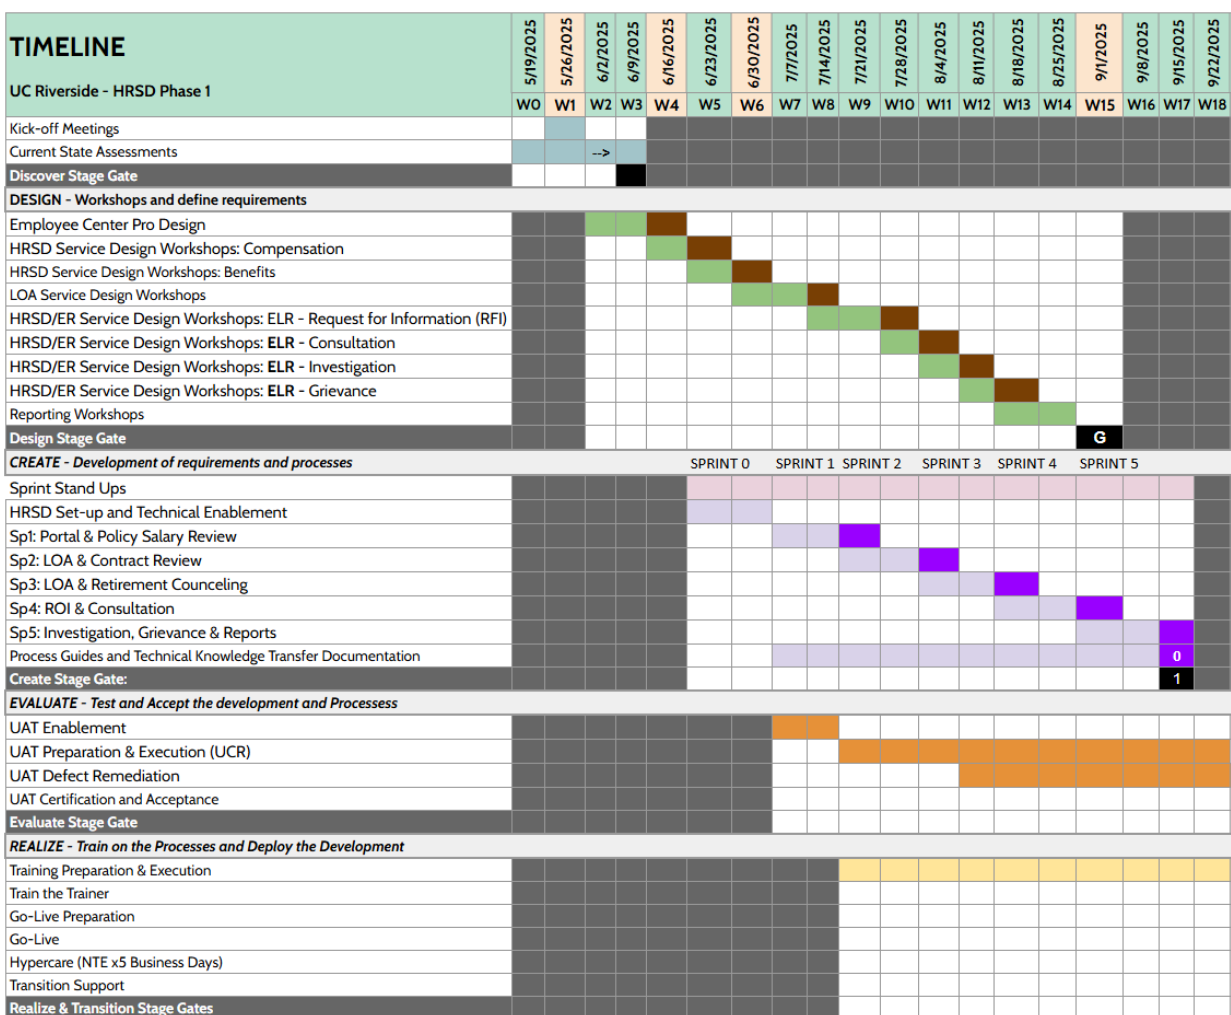 TIMELINE
UC Riverside - HRSD Phase 1
5/19/2025 5/26/2025 6/2/2025 6/9/2025 6/16/2025 6/23/2025 6/30/2025 7/7/2025 7/14/2025 7/21/2025 7/28/2025 8/4/2025 8/11/2025 8/18/2025 8/25/2025 9/1/2025 9/8/2025 9/15/2025 9/22/2025
W0 W1 W2 W3 W4 W5 W6 W7 W8 W9 W10 W11 W12 W13 W14 W15 W16 W17 W18
Kick-off Meetings
Current State Assessments -->
Discover Stage Gate
DESIGN - Workshops and define requirements
Employee Center Pro Design
HRSD Service Design Workshops: Compensation
HRSD Service Design Workshops: Benefits
LOA Service Design Workshops
HRSD/ER Service Design Workshops: ELR - Request for Information (RFI)
HRSD/ER Service Design Workshops: ELR - Consultation
HRSD/ER Service Design Workshops: ELR - Investigation
HRSD/ER Service Design Workshops: ELR - Grievance
Reporting Workshops
Design Stage Gate G
CREATE - Development of requirements and processes SPRINT 0 SPRINT 1 SPRINT 2 SPRINT 3 SPRINT 4 SPRINT 5
Sprint Stand Ups
HRSD Set-up and Technical Enablement
Sp1: Portal & Policy Salary Review
Sp2: LOA & Contract Review
Sp3: LOA & Retirement Counceling
Sp4: ROI & Consultation
Sp5: Investigation, Grievance & Reports
Process Guides and Technical Knowledge Transfer Documentation 0
Create Stage Gate: 1
EVALUATE - Test and Accept the development and Processess
UAT Enablement
UAT Preparation & Execution (UCR)
UAT Defect Remediation
UAT Certification and Acceptance
Evaluate Stage Gate
REALIZE - Train on the Processes and Deploy the Development
Training Preparation & Execution
Train the Trainer
Go-Live Preparation
Go-Live
Hypercare (NTE x5 Business Days)
Transition Support
Realize & Transition Stage Gates